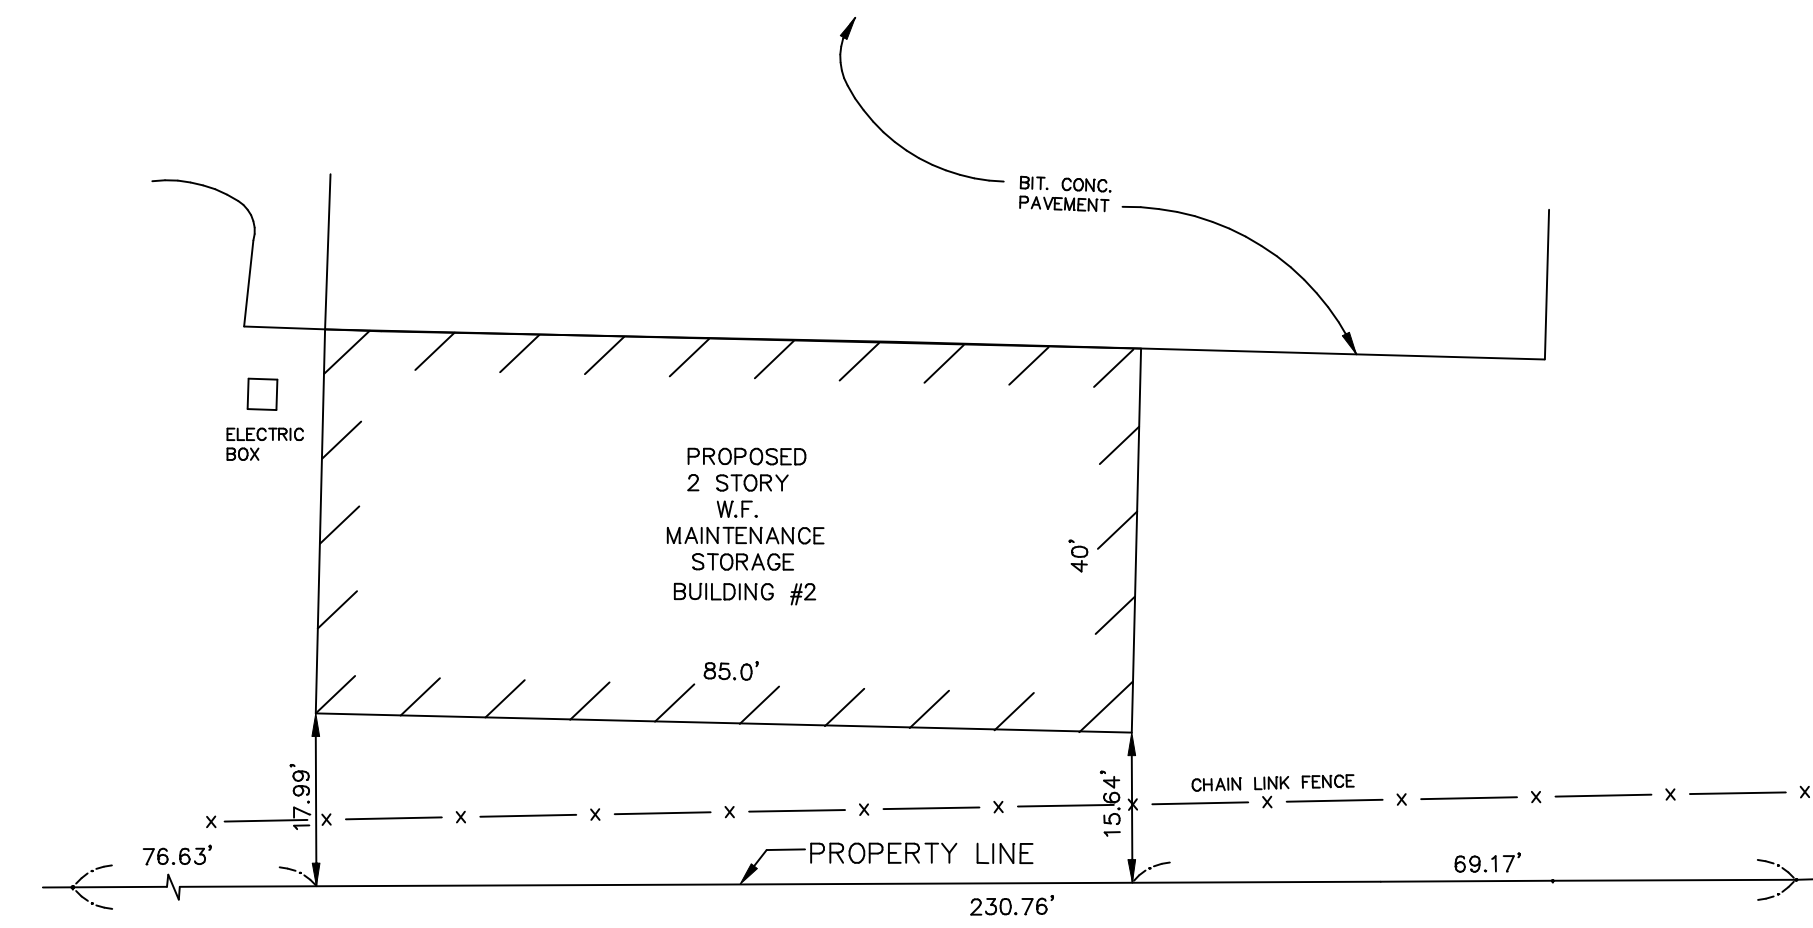 BIT. CONC.
PAVEMENT
ELECTRIC
BOX
PROPOSED
2 STORY
W.F.
MAINTENANCE
STORAGE
BUILDING #2
40'
85.0'
17.99'
15.64'
CHAIN LINK FENCE
76.63'
PROPERTY LINE
69.17'
230.76'